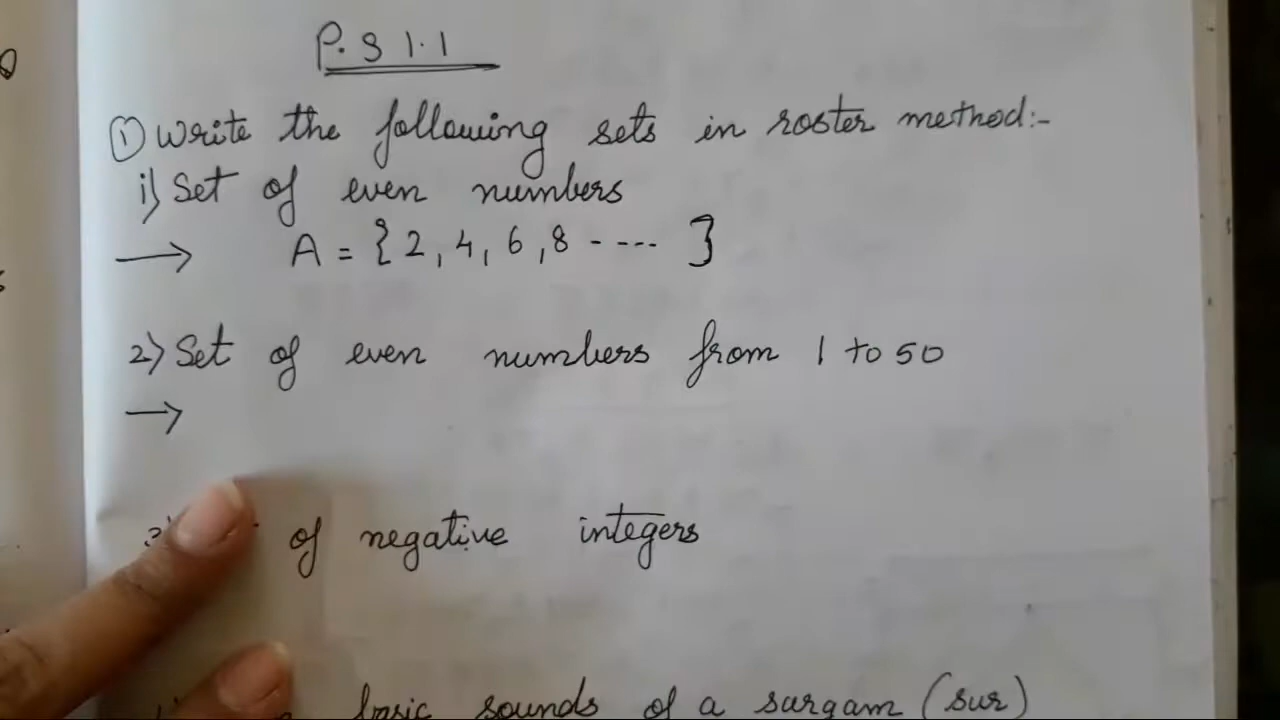 P.S 1.1
① Write the following sets in roster method:-
i) Set of even numbers
→ A = {2, 4, 6, 8 ----- }
2) Set of even numbers from 1 to 50
→
of negative integers
basic sounds of a sargam (sur)